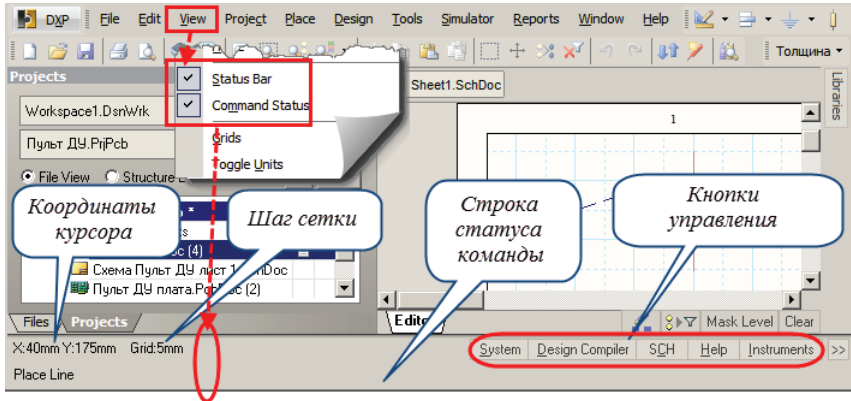 DXP File Edit View Project Place Design Tools Simulator Reports Window Help
Толщина
Projects
Status Bar
Command Status
Grids
Toggle Units
Sheet1.SchDoc
Libraries
Workspace1.DsnWrk
Пульт ДУ.PrjPcb
File View Structure
1
Координаты курсора
Шаг сетки
Строка статуса команды
Кнопки управления
(4)
Схема Пульт ДУ лист 1.SchDoc
Пульт ДУ плата.PcbDoc (2)
Files Projects
Editor
Mask Level Clear
X:40mm Y:175mm Grid:5mm
System Design Compiler SCH Help Instruments >>
Place Line